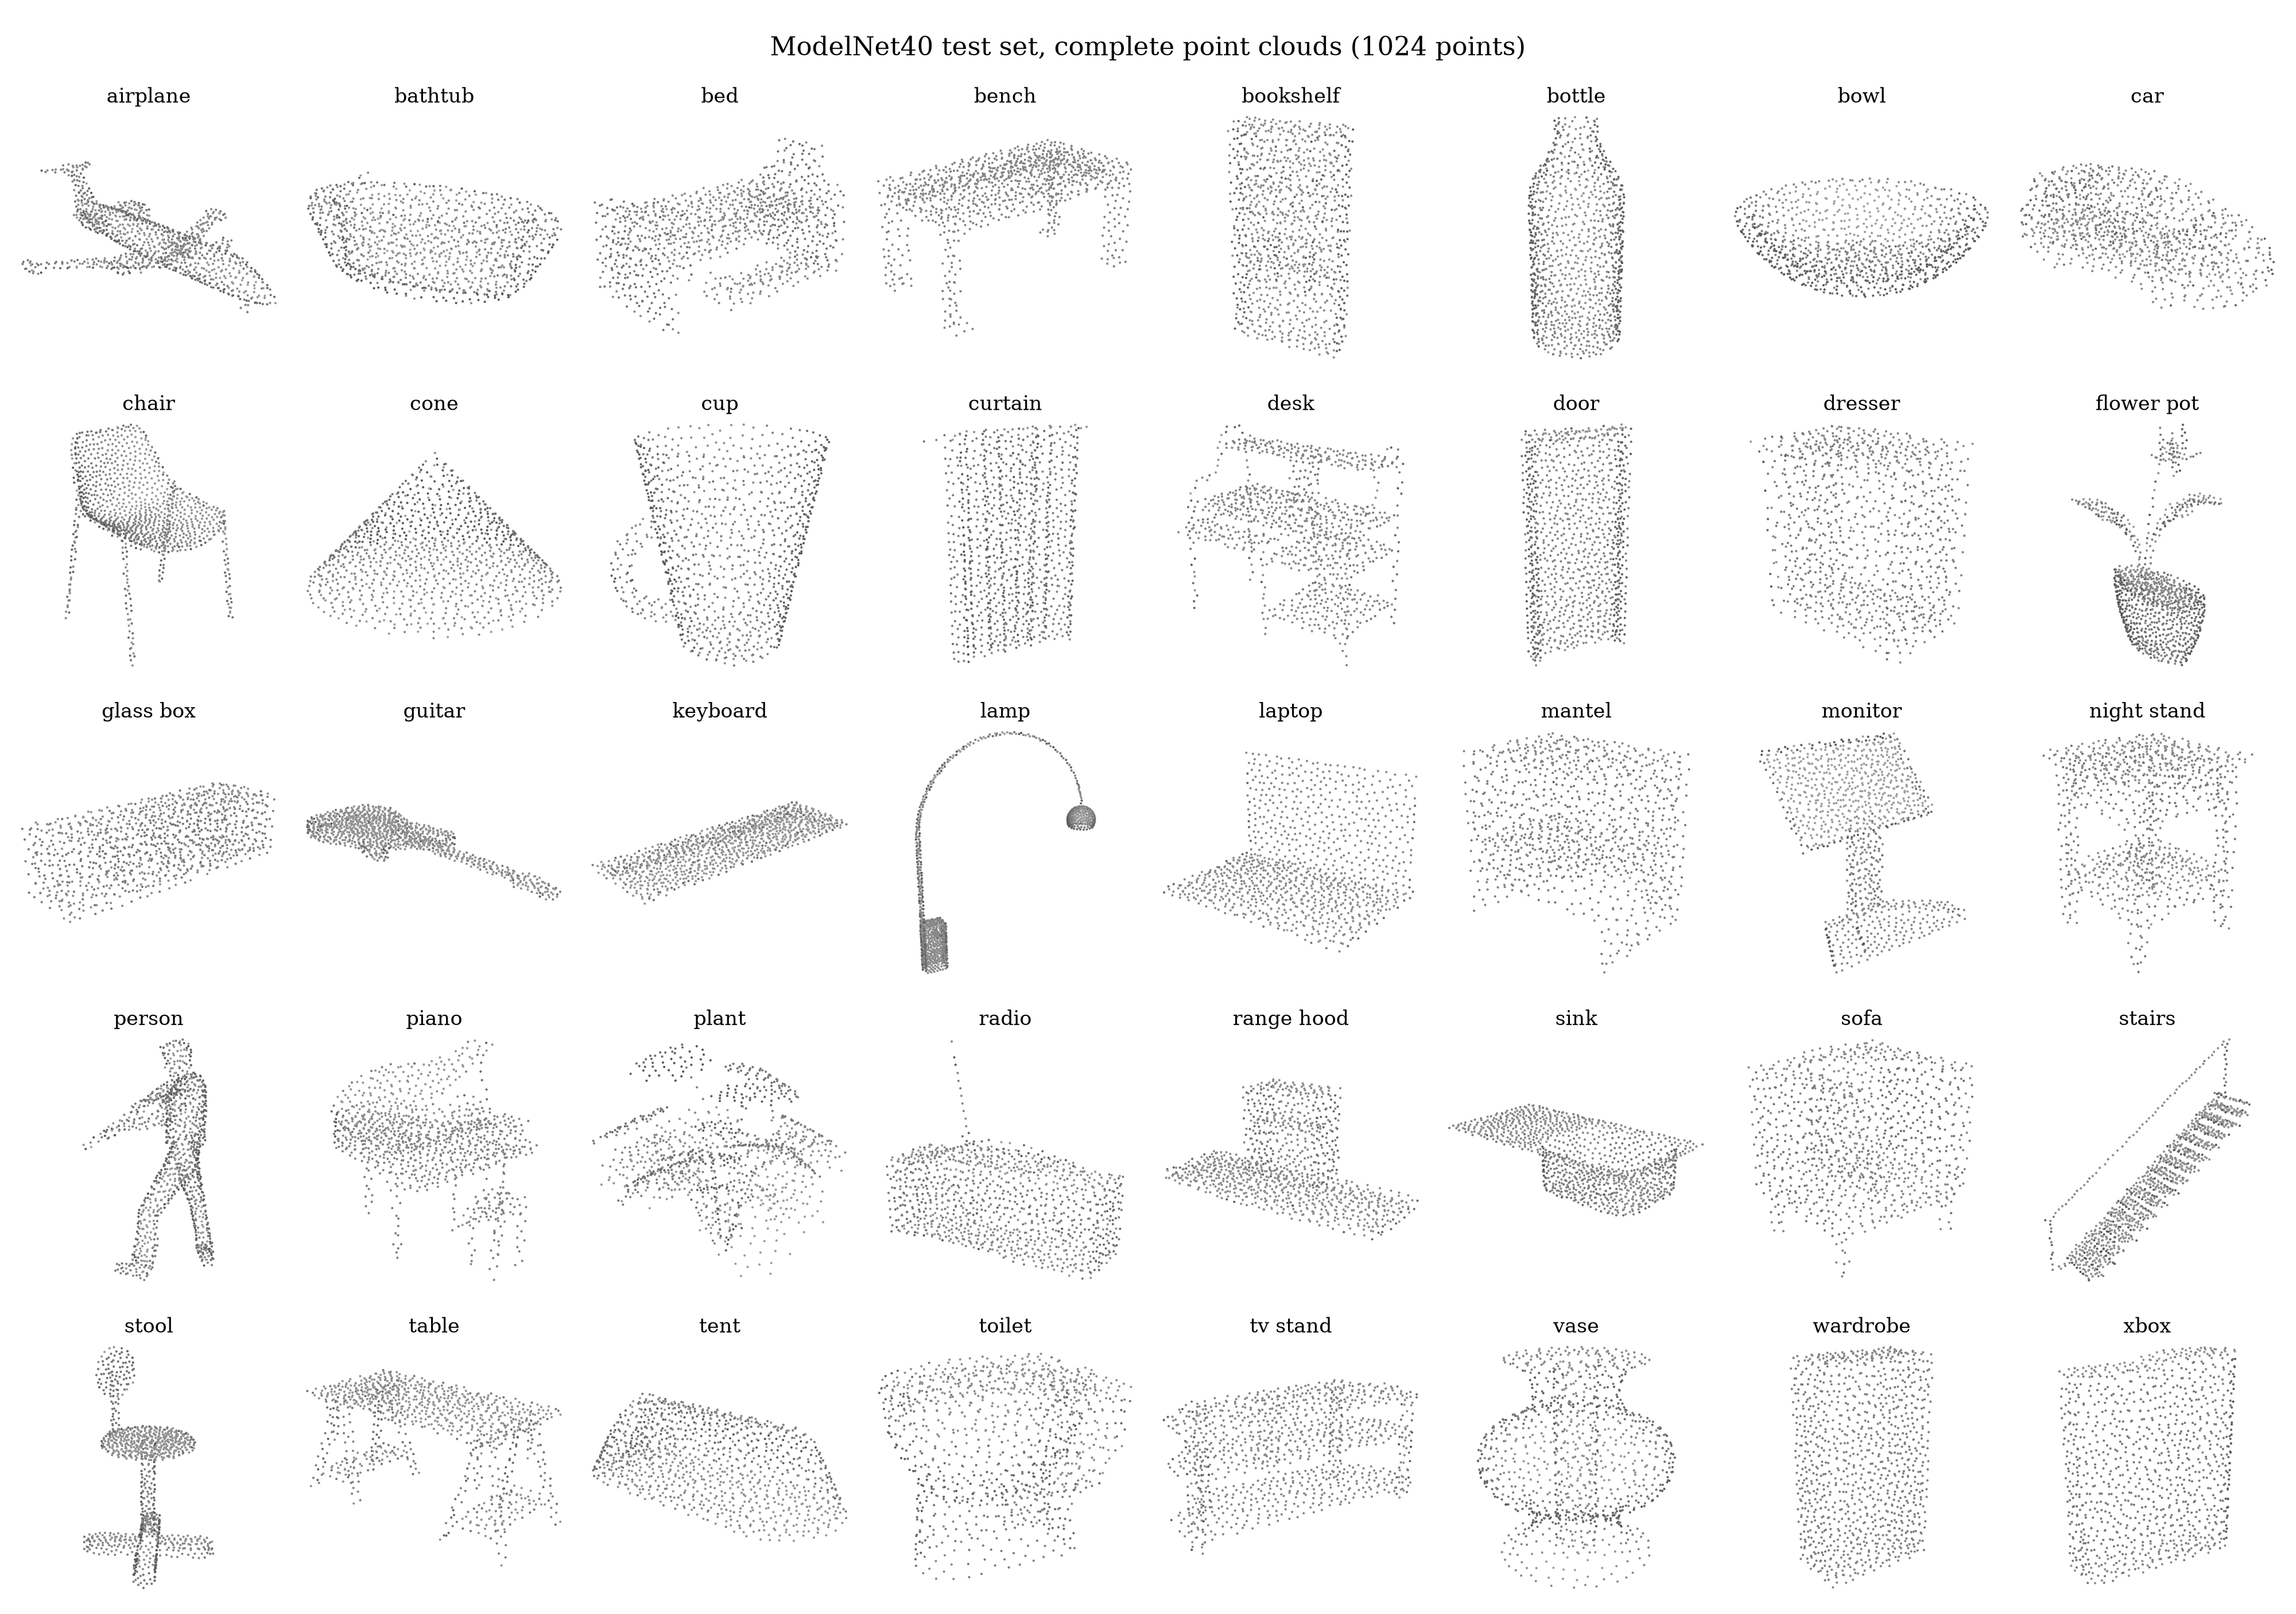 ModelNet40 test set, complete point clouds (1024 points)
airplane bathtub bed bench bookshelf bottle bowl car
chair cone cup curtain desk door dresser flower pot
glass box guitar keyboard lamp laptop mantel monitor night stand
person piano plant radio range hood sink sofa stairs
stool table tent toilet tv stand vase wardrobe xbox